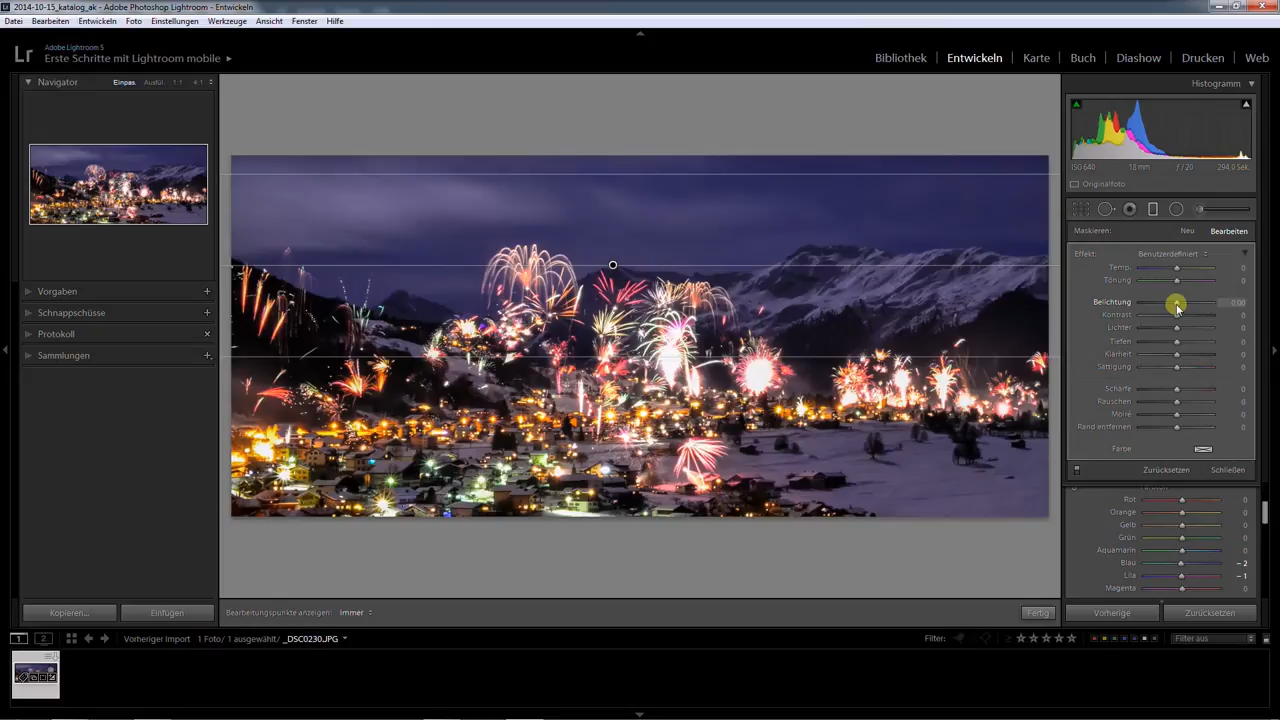 2014-10-15_katalog_ak - Adobe Photoshop Lightroom - Entwickeln
Datei Bearbeiten Entwickeln Foto Einstellungen Werkzeuge Ansicht Fenster Hilfe
Lr
Adobe Lightroom 5
Erste Schritte mit Lightroom mobile
Bibliothek Entwickeln Karte Buch Diashow Drucken Web
Navigator Einpas. Ausfül. 1:1 4:1
Vorgaben
Schnappschüsse
Protokoll
Sammlungen
Kopieren... Einfügen
Histogramm
ISO 640 18 mm f / 20 294,0 Sek.
Originalfoto
Maskieren: Neu Bearbeiten
Effekt: Benutzerdefiniert
Temp. 0
Tönung 0
Belichtung 0,00
Kontrast 0
Lichter 0
Tiefen 0
Klarheit 0
Sättigung 0
Schärfe 0
Rauschen 0
Moiré 0
Rand entfernen 0
Farbe
Zurücksetzen Schließen
Rot 0
Orange 0
Gelb 0
Grün 0
Aquamarin 0
Blau – 2
Lila – 1
Magenta 0
Vorherige Zurücksetzen
Bearbeitungspunkte anzeigen: Immer Fertig
1 2 Vorheriger Import 1 Foto/ 1 ausgewählt/ _DSC0230.JPG Filter: Filter aus